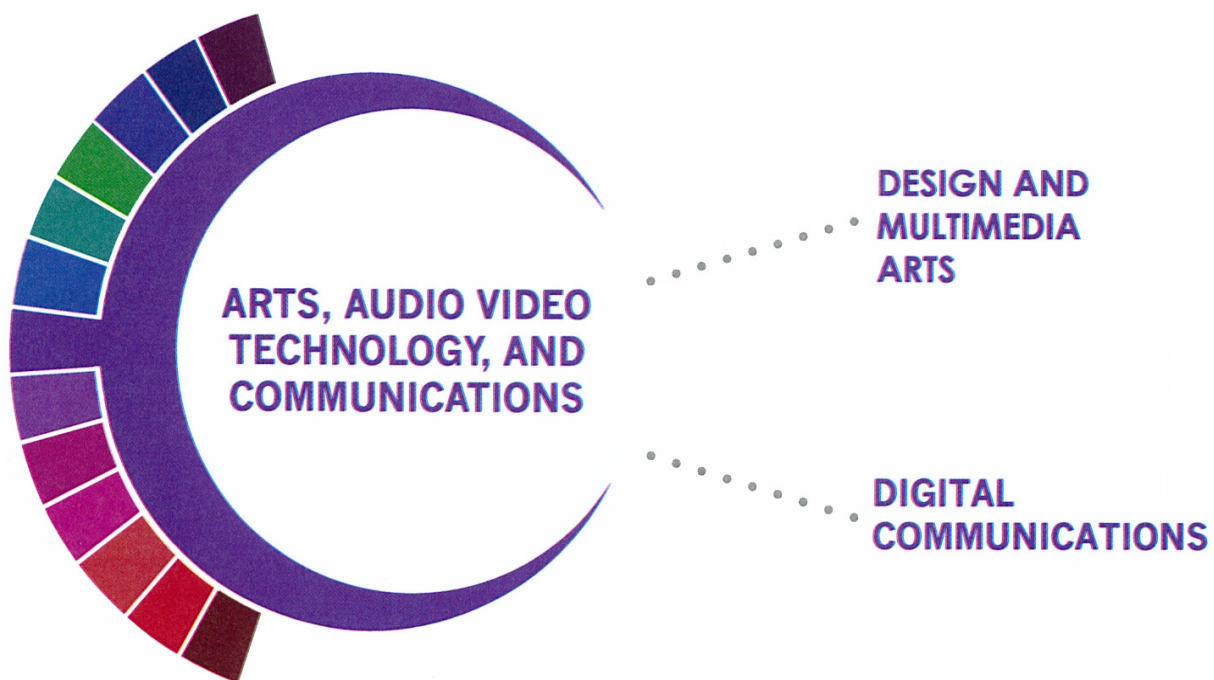 ARTS, AUDIO VIDEO
TECHNOLOGY, AND
COMMUNICATIONS
DESIGN AND
MULTIMEDIA
ARTS
DIGITAL
COMMUNICATIONS